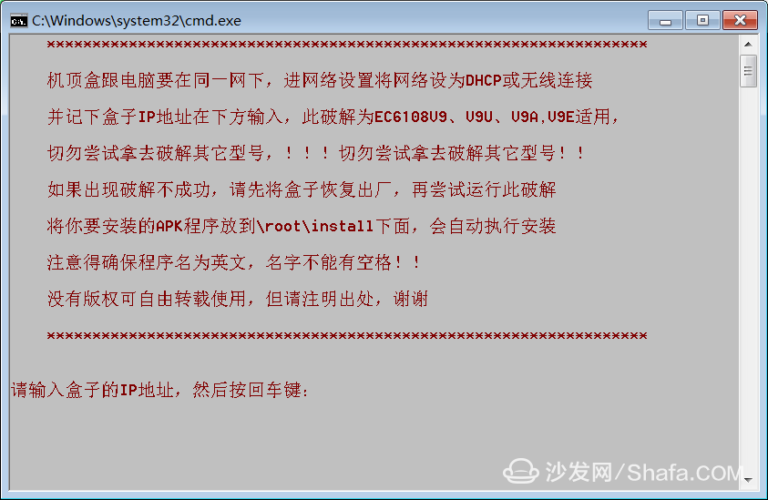 C:\Windows\system32\cmd.exe
******************************************************************
机顶盒跟电脑要在同一网下，进网络设置将网络设为DHCP或无线连接
并记下盒子IP地址在下方输入，此破解为EC6108V9、V9U、V9A,V9E适用，
切勿尝试拿去破解其它型号，！！！切勿尝试拿去破解其它型号！！
如果出现破解不成功，请先将盒子恢复出厂，再尝试运行此破解
将你要安装的APK程序放到\root\install下面，会自动执行安装
注意得确保程序名为英文，名字不能有空格！！
没有版权可自由转载使用，但请注明出处，谢谢
******************************************************************
请输入盒子的IP地址，然后按回车键：
沙发网/Shafa.COM